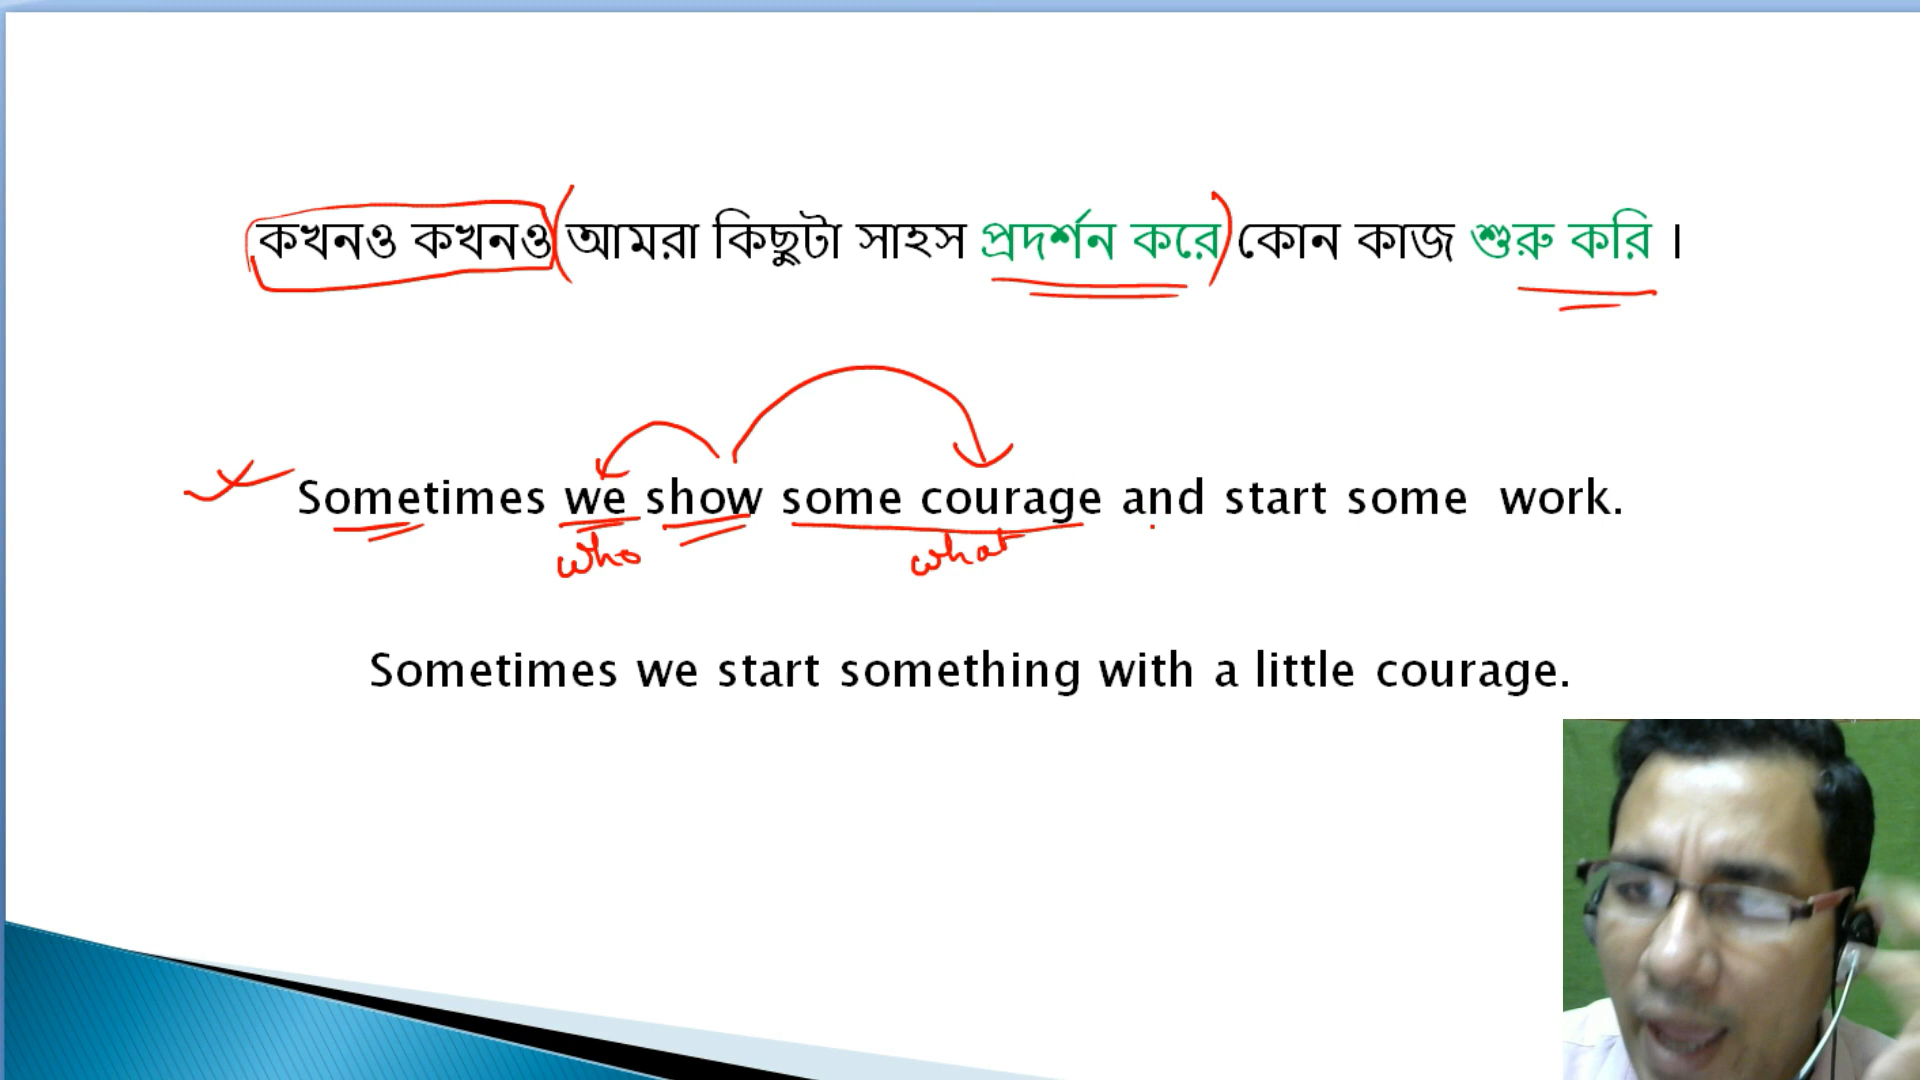 কখনও কখনও আমরা কিছুটা সাহস প্রদর্শন করে কোন কাজ শুরু করি ।
Sometimes we show some courage and start some work.
who what
Sometimes we start something with a little courage.